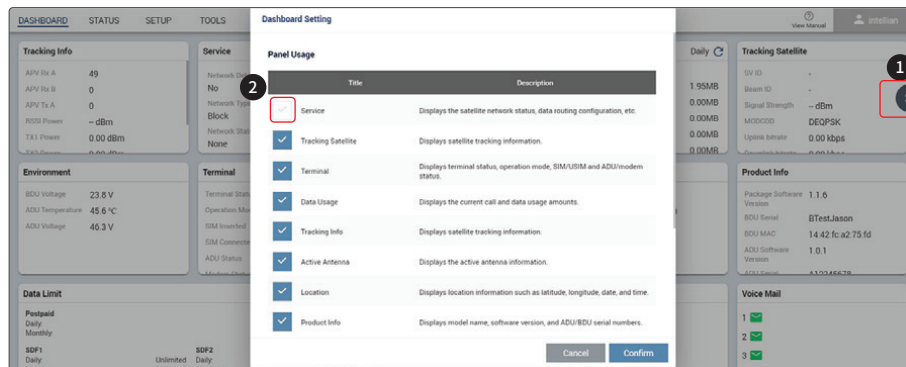 DASHBOARD STATUS SETUP TOOLS
View Manual
intellian
Dashboard Setting
Panel Usage
Title Description
Service Displays the satellite network status, data routing configuration, etc.
Tracking Satellite Displays satellite tracking information.
Terminal Displays terminal status, operation mode, SIM/USIM and ADU/modem
status.
Data Usage Displays the current call and data usage amounts.
Tracking Info Displays satellite tracking information.
Active Antenna Displays the active antenna information.
Location Displays location information such as latitude, longitude, date, and time.
Product Info Displays model name, software version, and ADU/BDU serial numbers.
Cancel Confirm
1
2
Tracking Info
APV Rx A 49
APV Rx B 0
APV Tx A 0
RSSI Power -- dBm
TX1 Power 0.00 dBm
Service
No
Network Type
Block
None
Daily
1.95MB
0.00MB
0.00MB
0.00MB
0.00MB
Tracking Satellite
SV ID -
Beam ID -
Signal Strength -- dBm
MODCOD DEQPSK
Uplink bitrate 0.00 kbps
Environment
BDU Voltage 23.8 V
ADU Temperature 45.6 °C
ADU Voltage 46.3 V
Terminal
Terminal
Operation
SIM Inserted
SIM
ADU Status
Product Info
Package Software 1.1.6
Version
BDU Serial BTestJason
BDU MAC 14:42:fc:a2:75:fd
ADU Software 1.0.1
Version
Data Limit
Postpaid
Daily:
Monthly:
SDF1 SDF2
Daily: Unlimited Daily:
Voice Mail
1
2
3